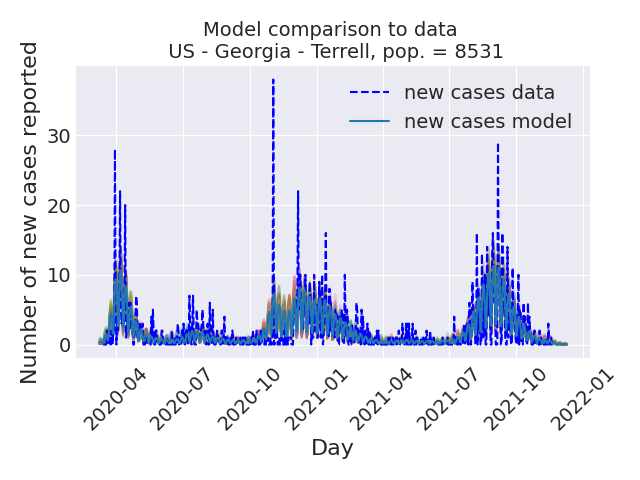 Model comparison to data
US - Georgia - Terrell, pop. = 8531
Number of new cases reported
30
20
10
0
new cases data
new cases model
2020-04
2020-07
2020-10
2021-01
2021-04
2021-07
2021-10
2022-01
Day